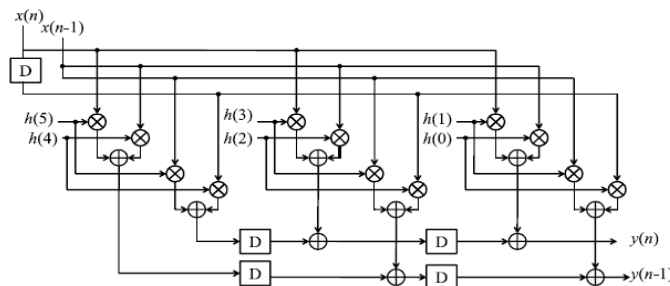 x(n)
x(n-1)
D
h(5)
h(4)
h(3)
h(2)
h(1)
h(0)
D
D
y(n)
D
D
y(n-1)